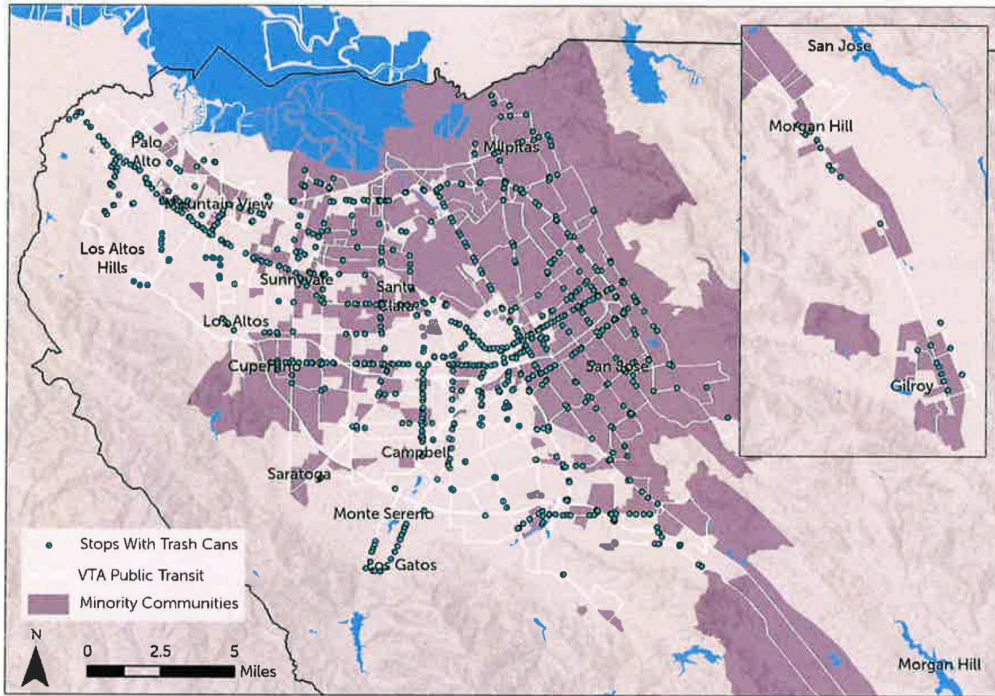 San Jose
Morgan Hill
Gilroy
Palo
Alto
Milpitas
Mountain View
Los Altos
Hills
Sunnyvale
Santa
Clara
Los Altos
Cupertino
San Jose
Campbell
Saratoga
Monte Sereno
Los Gatos
Stops With Trash Cans
VTA Public Transit
Minority Communities
N
0 2.5 5
Miles
Morgan Hill